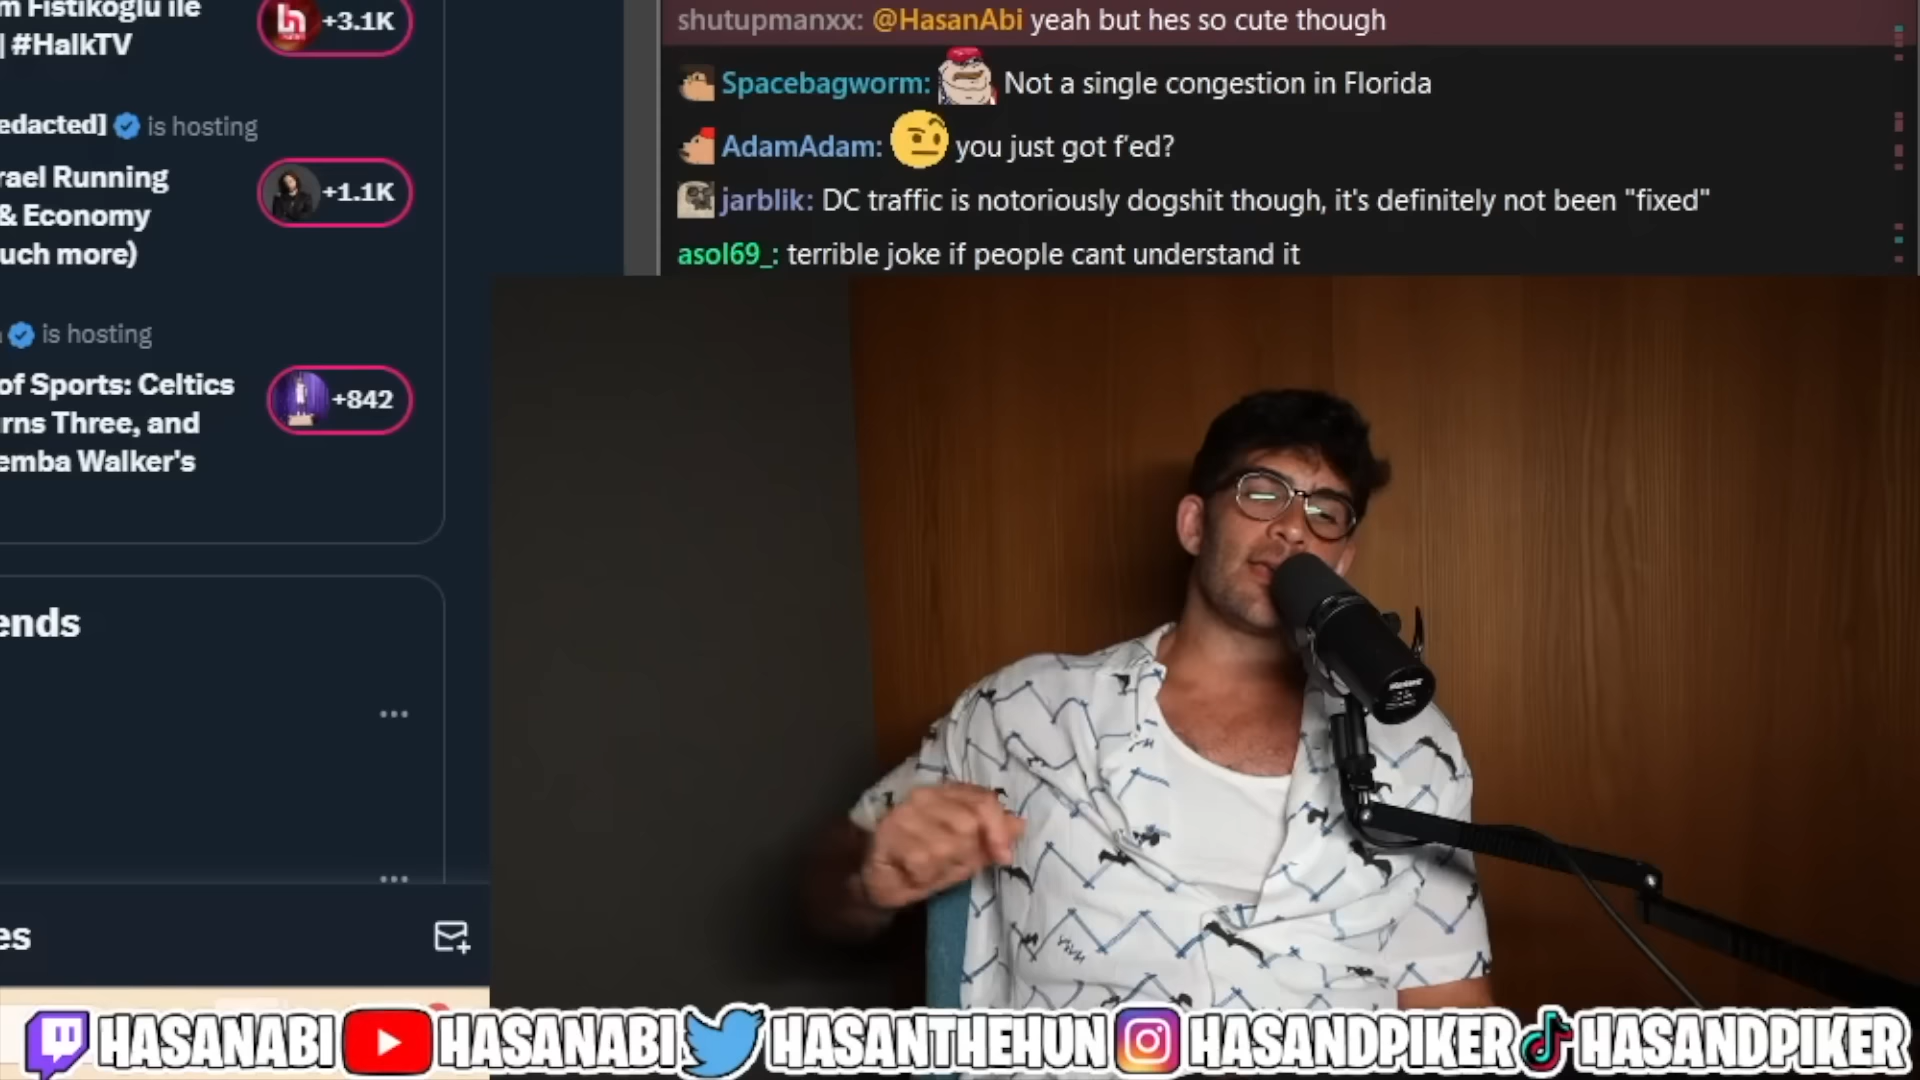 m Fıstıkoğlu ile
| #HalkTV
+3.1K
edacted] is hosting
rael Running
& Economy
uch more)
+1.1K
is hosting
of Sports: Celtics
rns Three, and
emba Walker's
+842
ends
es
shutupmanxx: @HasanAbi yeah but hes so cute though
Spacebagworm: Not a single congestion in Florida
AdamAdam: you just got f'ed?
jarblik: DC traffic is notoriously dogshit though, it's definitely not been "fixed"
asol69_: terrible joke if people cant understand it
HASANABI HASANABI HASANTHEHUN HASANDPIKER HASANDPIKER